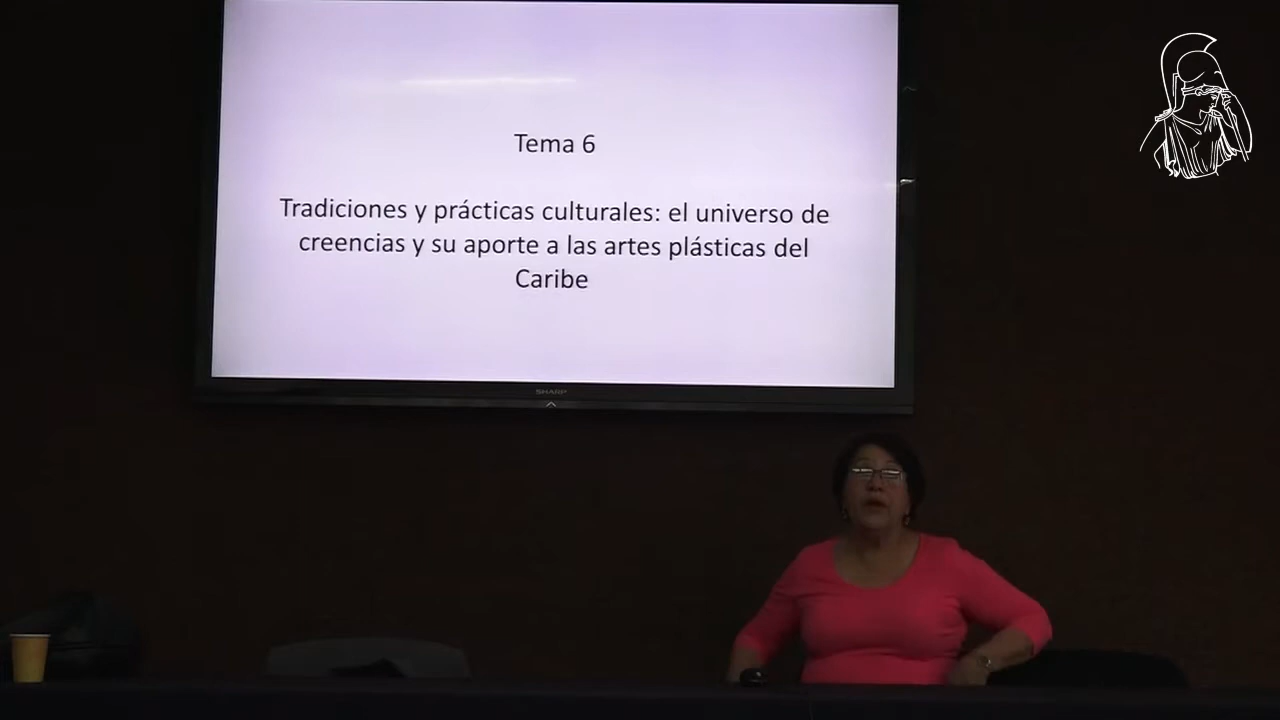 Tema 6
Tradiciones y prácticas culturales: el universo de
creencias y su aporte a las artes plásticas del
Caribe
SHARP